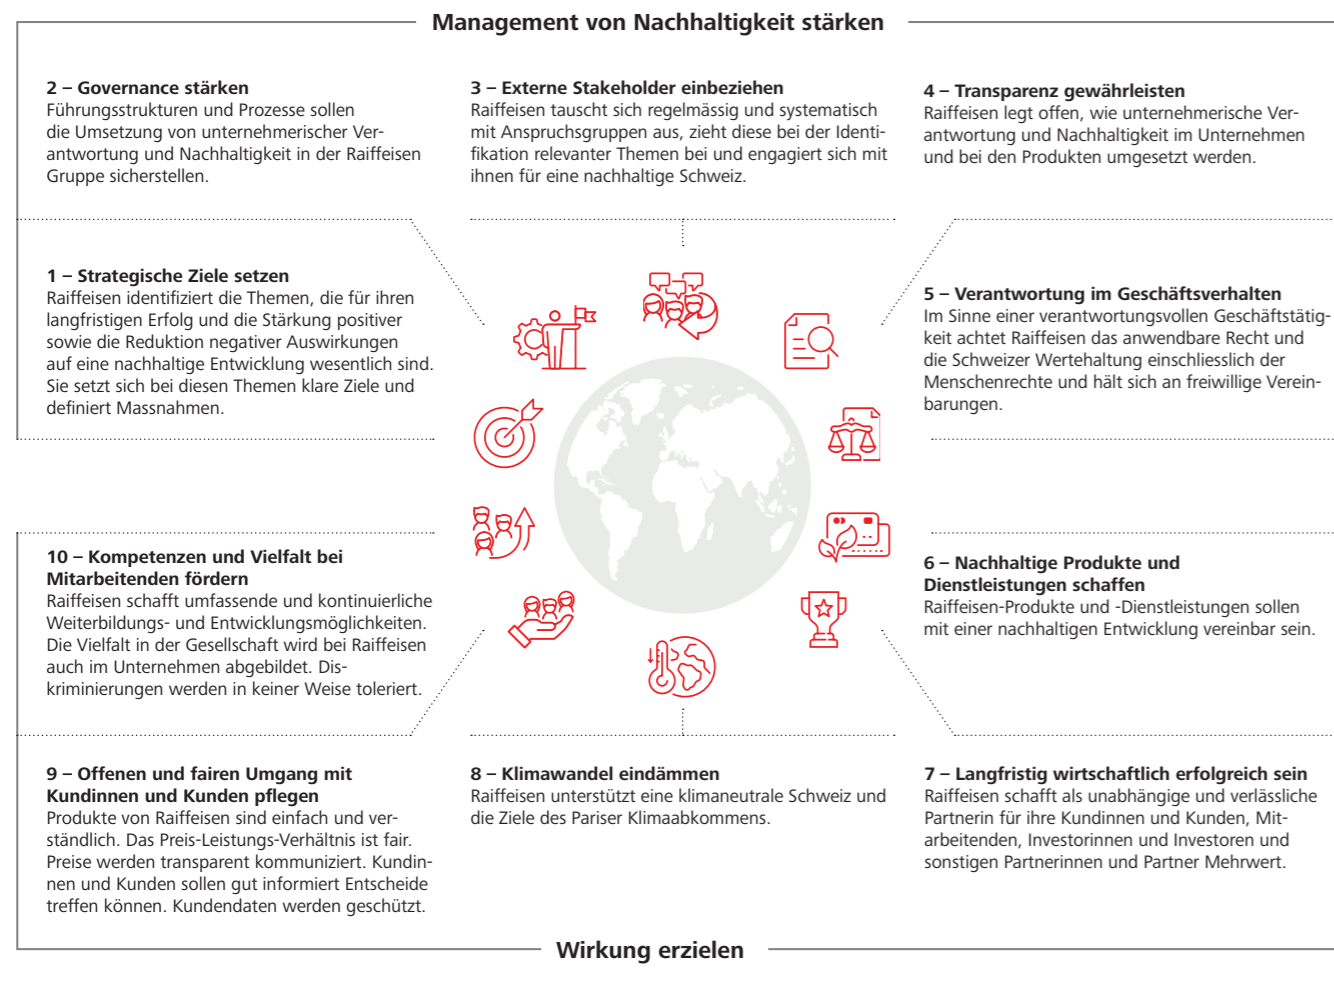 Management von Nachhaltigkeit stärken
2 – Governance stärken
Führungsstrukturen und Prozesse sollen
die Umsetzung von unternehmerischer Ver-
antwortung und Nachhaltigkeit in der Raiffeisen
Gruppe sicherstellen.
3 – Externe Stakeholder einbeziehen
Raiffeisen tauscht sich regelmässig und systematisch
mit Anspruchsgruppen aus, zieht diese bei der Identi-
fikation relevanter Themen bei und engagiert sich mit
ihnen für eine nachhaltige Schweiz.
4 – Transparenz gewährleisten
Raiffeisen legt offen, wie unternehmerische Ver-
antwortung und Nachhaltigkeit im Unternehmen
und bei den Produkten umgesetzt werden.
1 – Strategische Ziele setzen
Raiffeisen identifiziert die Themen, die für ihren
langfristigen Erfolg und die Stärkung positiver
sowie die Reduktion negativer Auswirkungen
auf eine nachhaltige Entwicklung wesentlich sind.
Sie setzt sich bei diesen Themen klare Ziele und
definiert Massnahmen.
5 – Verantwortung im Geschäftsverhalten
Im Sinne einer verantwortungsvollen Geschäftstätig-
keit achtet Raiffeisen das anwendbare Recht und
die Schweizer Wertehaltung einschliesslich der
Menschenrechte und hält sich an freiwillige Verein-
barungen.
10 – Kompetenzen und Vielfalt bei
Mitarbeitenden fördern
Raiffeisen schafft umfassende und kontinuierliche
Weiterbildungs- und Entwicklungsmöglichkeiten.
Die Vielfalt in der Gesellschaft wird bei Raiffeisen
auch im Unternehmen abgebildet. Dis-
kriminierungen werden in keiner Weise toleriert.
6 – Nachhaltige Produkte und
Dienstleistungen schaffen
Raiffeisen-Produkte und -Dienstleistungen sollen
mit einer nachhaltigen Entwicklung vereinbar sein.
9 – Offenen und fairen Umgang mit
Kundinnen und Kunden pflegen
Produkte von Raiffeisen sind einfach und ver-
ständlich. Das Preis-Leistungs-Verhältnis ist fair.
Preise werden transparent kommuniziert. Kundin-
nen und Kunden sollen gut informiert Entscheide
treffen können. Kundendaten werden geschützt.
8 – Klimawandel eindämmen
Raiffeisen unterstützt eine klimaneutrale Schweiz und
die Ziele des Pariser Klimaabkommens.
7 – Langfristig wirtschaftlich erfolgreich sein
Raiffeisen schafft als unabhängige und verlässliche
Partnerin für ihre Kundinnen und Kunden, Mit-
arbeitenden, Investorinnen und Investoren und
sonstigen Partnerinnen und Partner Mehrwert.
Wirkung erzielen